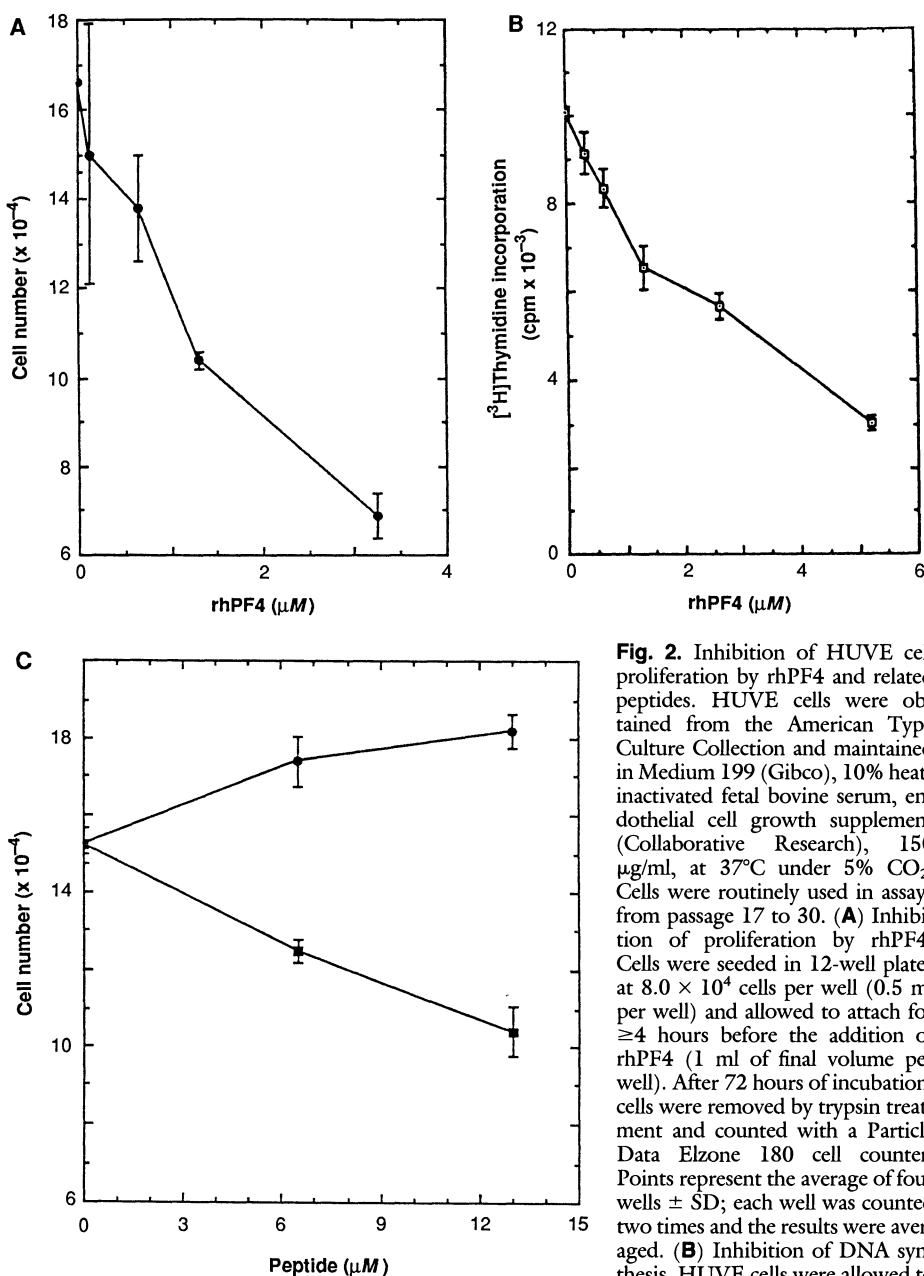 A
18
16
14
12
10
8
6
0
2
4
Cell number (x 10⁻⁴)
rhPF4 (μM)
B
12
8
4
0
0
2
4
6
[³H]Thymidine incorporation
(cpm x 10⁻³)
rhPF4 (μM)
C
18
14
10
6
0
3
6
9
12
15
Cell number (x 10⁻⁴)
Peptide (μM)
Fig. 2. Inhibition of HUVE ce
proliferation by rhPF4 and related
peptides. HUVE cells were ob
tained from the American Typ
Culture Collection and maintained
in Medium 199 (Gibco), 10% heat
inactivated fetal bovine serum, en
dothelial cell growth supplemen
(Collaborative Research), 150
μg/ml, at 37°C under 5% CO₂
Cells were routinely used in assay
from passage 17 to 30. (A) Inhibi
tion of proliferation by rhPF4
Cells were seeded in 12-well plate
at 8.0 × 10⁴ cells per well (0.5 m
per well) and allowed to attach fo
≥4 hours before the addition o
rhPF4 (1 ml of final volume pe
well). After 72 hours of incubation
cells were removed by trypsin treat
ment and counted with a Particl
Data Elzone 180 cell counter
Points represent the average of fou
wells ± SD; each well was counted
two times and the results were aver
aged. (B) Inhibition of DNA syn
thesis. HUVE cells were allowed t